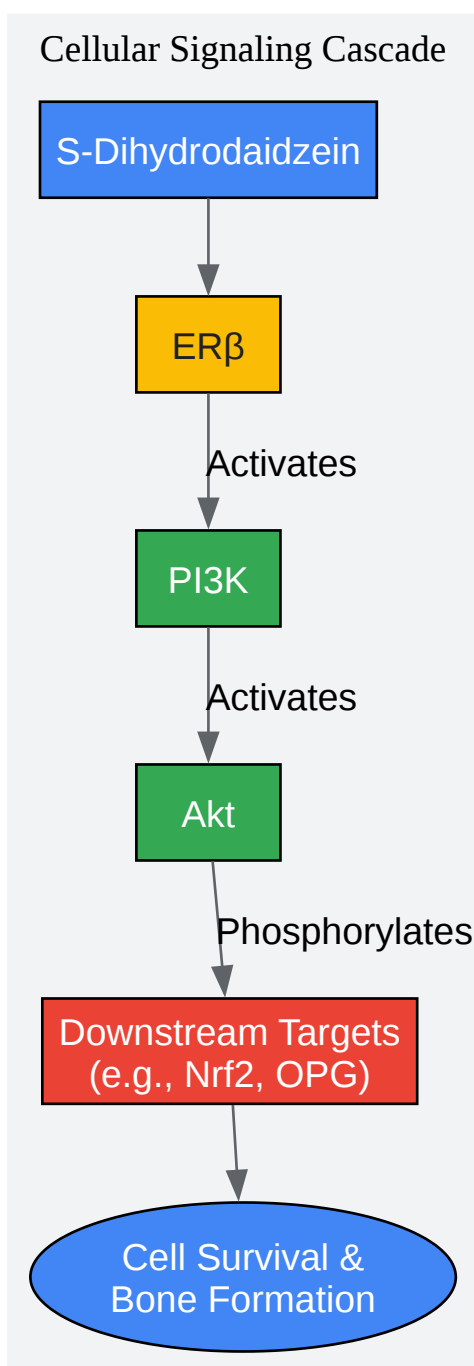 Cellular Signaling Cascade
S-Dihydrodaidzein
ERβ
Activates
PI3K
Activates
Akt
Phosphorylates
Downstream Targets
(e.g., Nrf2, OPG)
Cell Survival &
Bone Formation